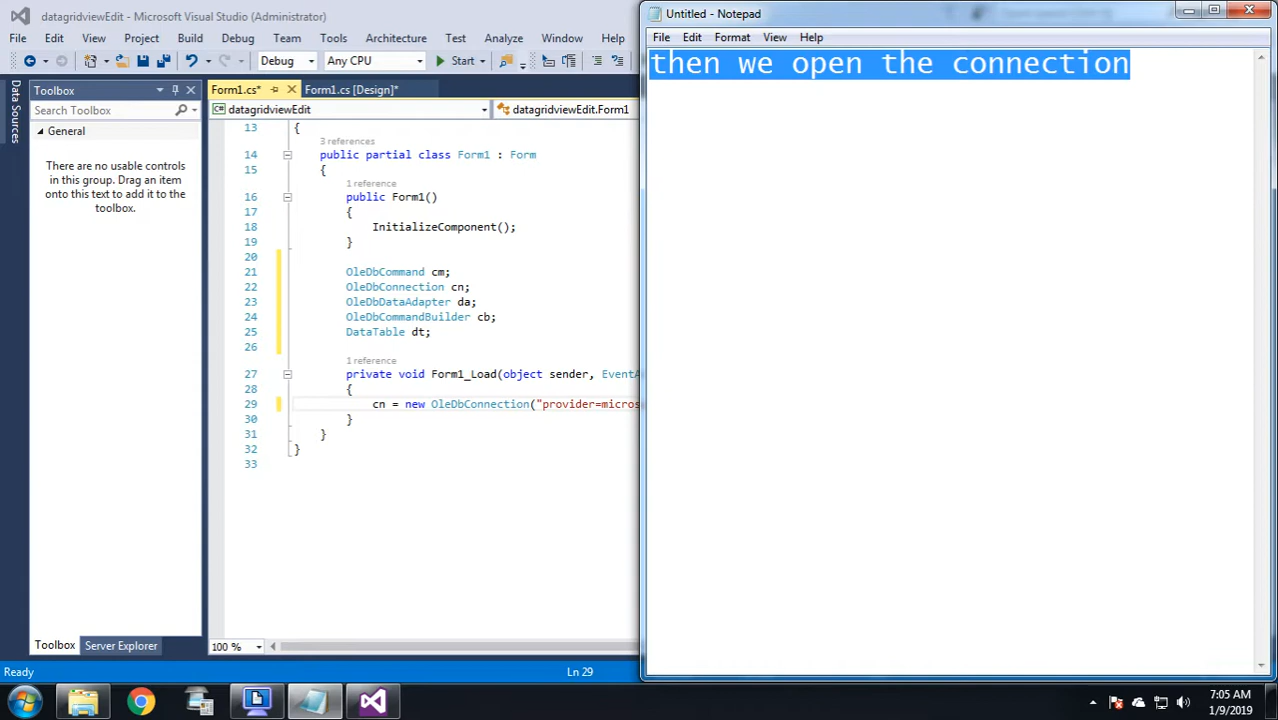 datagridviewEdit - Microsoft Visual Studio (Administrator)
File Edit View Project Build Debug Team Tools Architecture Test Analyze Window Help
Debug Any CPU Start
Data Sources
Toolbox
Search Toolbox
General
There are no usable controls
in this group. Drag an item
onto this text to add it to the
toolbox.
Toolbox Server Explorer
Form1.cs* Form1.cs [Design]*
datagridviewEdit datagridviewEdit.Form1
13 {
3 references
14 public partial class Form1 : Form
15 {
1 reference
16 public Form1()
17 {
18 InitializeComponent();
19 }
20
21 OleDbCommand cm;
22 OleDbConnection cn;
23 OleDbDataAdapter da;
24 OleDbCommandBuilder cb;
25 DataTable dt;
26
1 reference
27 private void Form1_Load(object sender, EventA
28 {
29 cn = new OleDbConnection("provider=micros
30 }
31 }
32 }
33
100 %
Ready Ln 29
Untitled - Notepad
File Edit Format View Help
then we open the connection
7:05 AM
1/9/2019